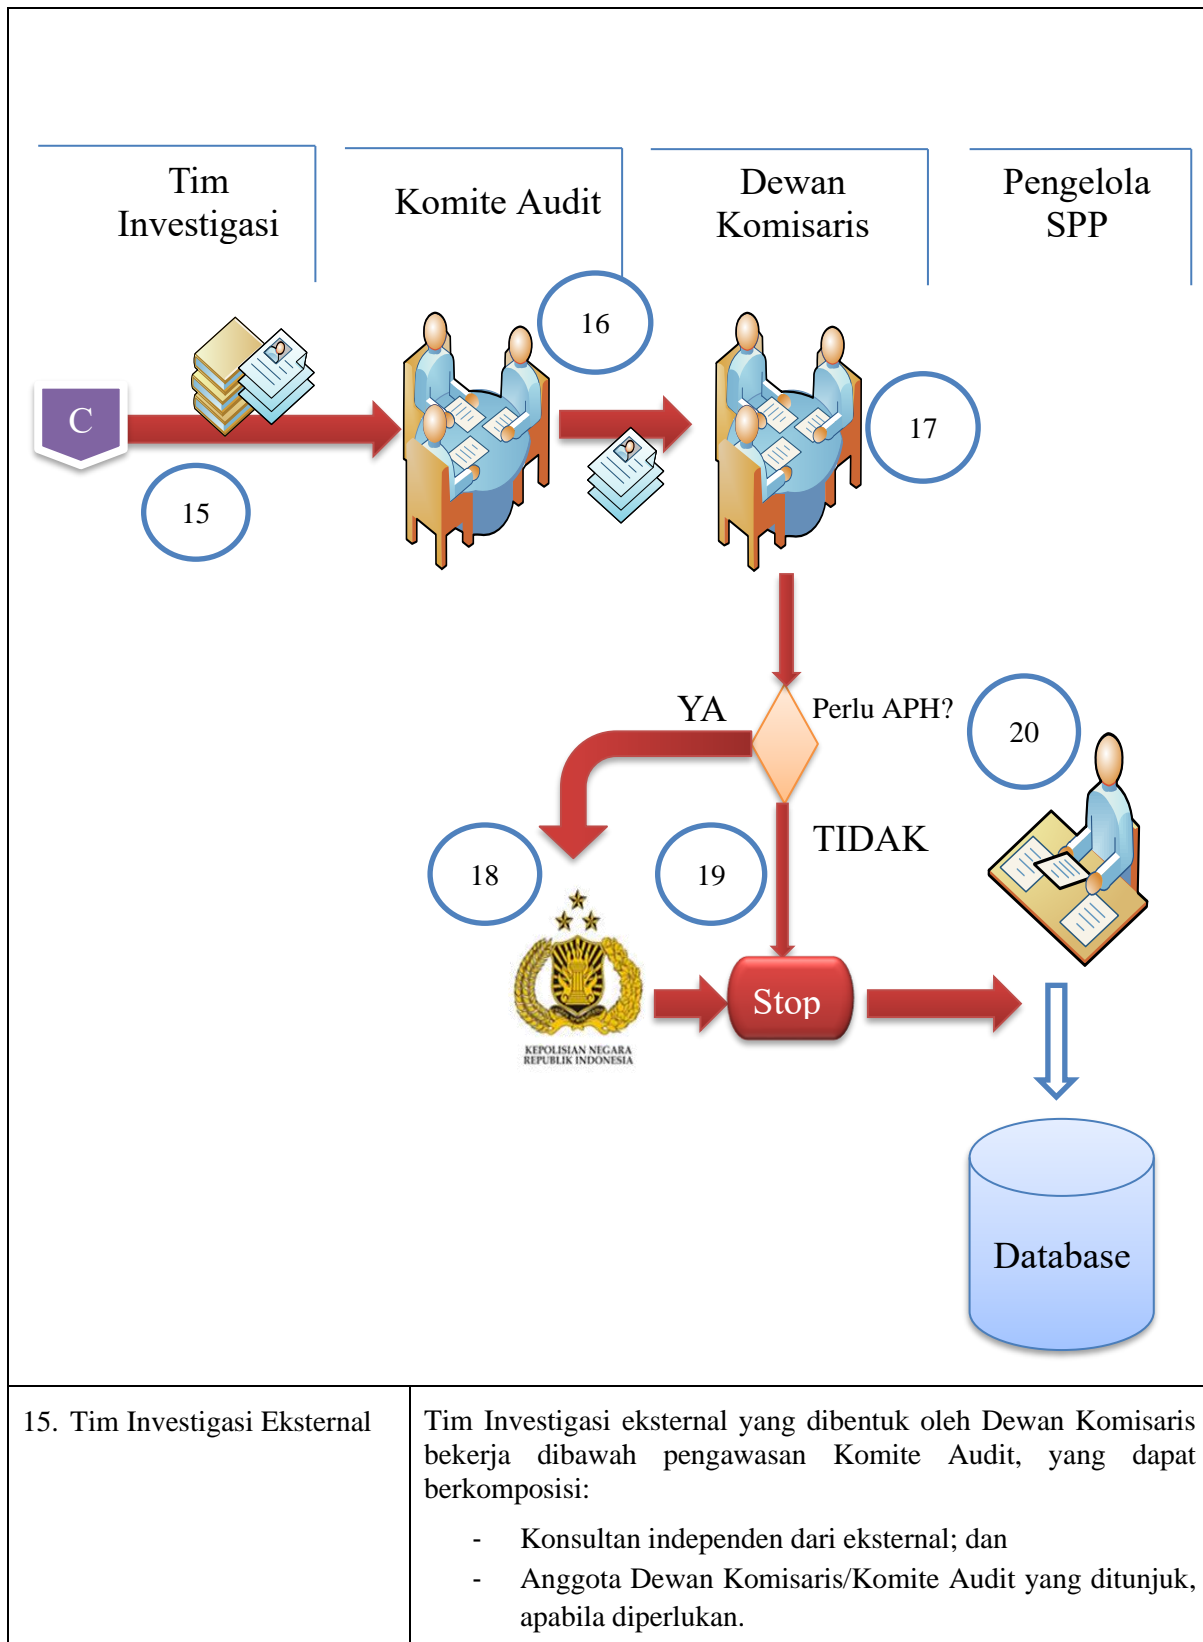 Tim
Investigasi
Komite Audit
Dewan
Komisaris
Pengelola
SPP
16
C
17
15
YA
Perlu APH?
20
TIDAK
18
19
Stop
KEPOLISIAN NEGARA
REPUBLIK INDONESIA
Database
15. Tim Investigasi Eksternal
Tim Investigasi eksternal yang dibentuk oleh Dewan Komisaris
bekerja dibawah pengawasan Komite Audit, yang dapat
berkomposisi:
- Konsultan independen dari eksternal; dan
- Anggota Dewan Komisaris/Komite Audit yang ditunjuk,
apabila diperlukan.